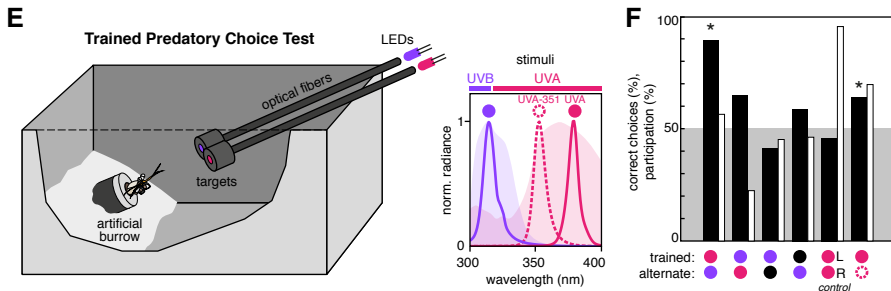 E
Trained Predatory Choice Test
LEDs
optical fibers
targets
artificial
burrow
stimuli
UVB UVA
UVA-351 UVA
norm. radiance
1
0
300 350 400
wavelength (nm)
F
correct choices (%),
participation (%)
100
50
0
* *
trained: L
alternate: R
control